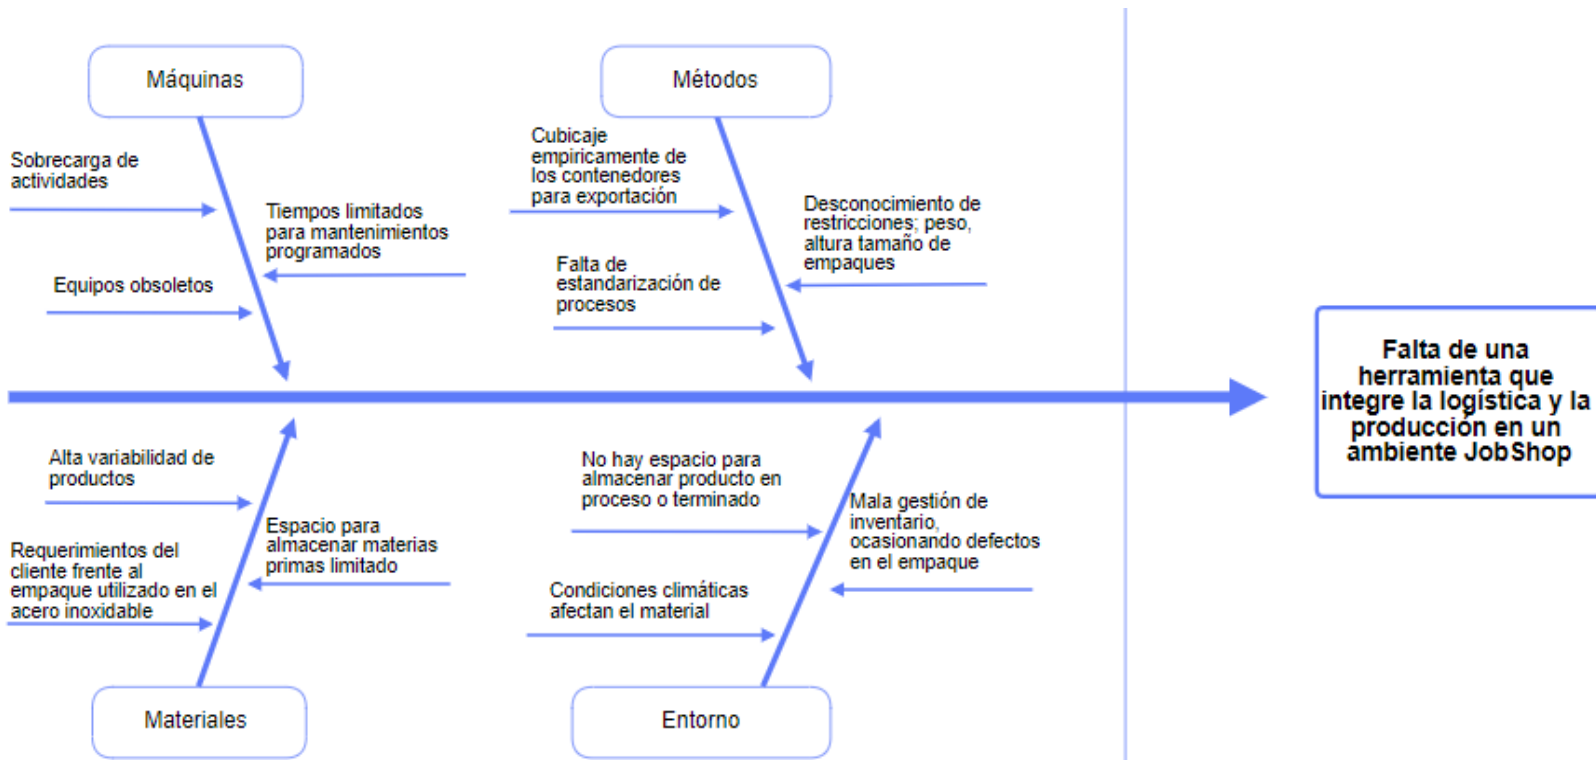 Máquinas
Métodos
Sobrecarga de
actividades
Tiempos limitados
para mantenimientos
programados
Equipos obsoletos
Cubicaje
empiricamente de
los contenedores
para exportación
Desconocimiento de
restricciones; peso,
altura tamaño de
empaques
Falta de
estandarización de
procesos
Falta de una
herramienta que
integre la logística y la
producción en un
ambiente JobShop
Alta variabilidad de
productos
Espacio para
almacenar materias
primas limitado
Requerimientos del
cliente frente al
empaque utilizado en el
acero inoxidable
No hay espacio para
almacenar producto en
proceso o terminado
Mala gestión de
inventario,
ocasionando defectos
en el empaque
Condiciones climáticas
afectan el material
Materiales
Entorno